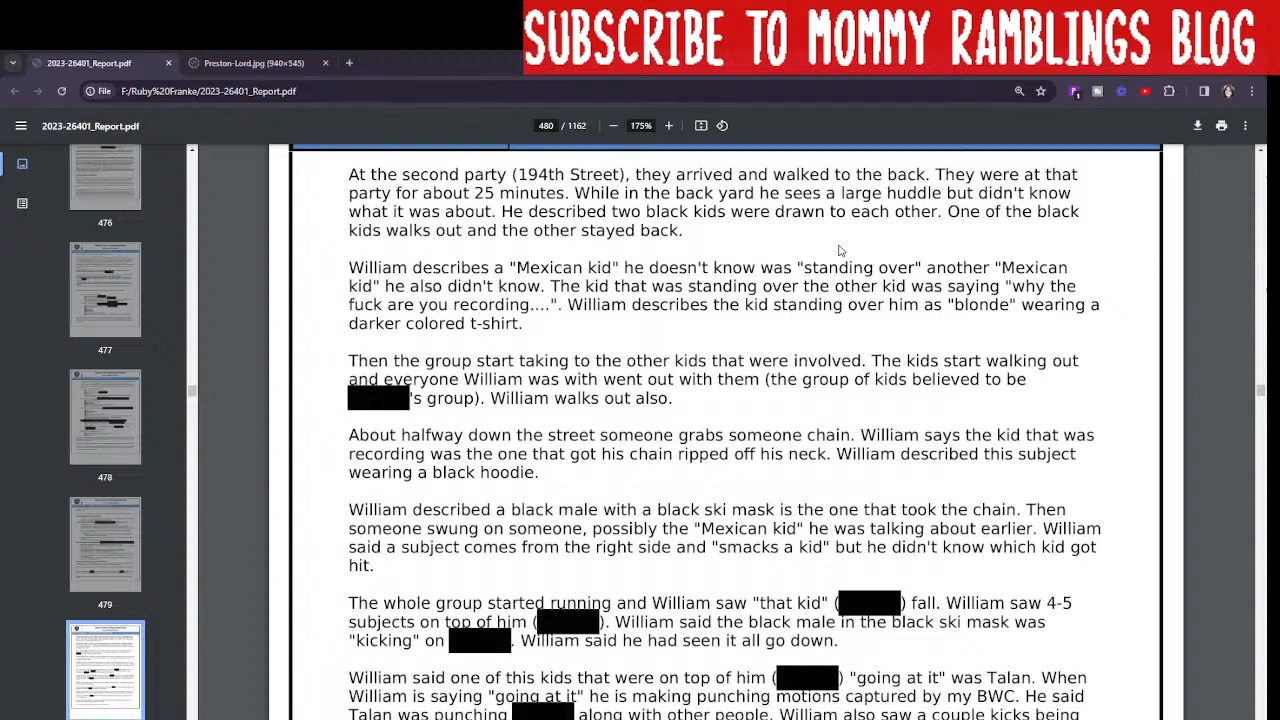 SUBSCRIBE TO MOMMY RAMBLINGS BLOG
2023-26401_Report.pdf
Preston-Lord.jpg (940×545)
File
F:/Ruby%20Franke/2023-26401_Report.pdf
2023-26401_Report.pdf
480 / 1162
175%
476
477
478
479
At the second party (194th Street), they arrived and walked to the back. They were at that
party for about 25 minutes. While in the back yard he sees a large huddle but didn't know
what it was about. He described two black kids were drawn to each other. One of the black
kids walks out and the other stayed back.
William describes a "Mexican kid" he doesn't know was "standing over" another "Mexican
kid" he also didn't know. The kid that was standing over the other kid was saying "why the
fuck are you recording....". William describes the kid standing over him as "blonde" wearing a
darker colored t-shirt.
Then the group start taking to the other kids that were involved. The kids start walking out
and everyone William was with went out with them (the group of kids believed to be
's group). William walks out also.
About halfway down the street someone grabs someone chain. William says the kid that was
recording was the one that got his chain ripped off his neck. William described this subject
wearing a black hoodie.
William described a black male with a black ski mask is the one that took the chain. Then
someone swung on someone, possibly the "Mexican kid" he was talking about earlier. William
said a subject comes from the right side and "smacks a kid" but he didn't know which kid got
hit.
The whole group started running and William saw "that kid" ( ) fall. William saw 4-5
subjects on top of him ( ). William said the black male in the black ski mask was
" on William said he had seen it all go down.
William said one of this kids that were on top of him ( ) "going at it" was Talan. When
William is saying "going at it" he is making punching motions captured by my BWC. He said
Talan was punching along with other people. William also saw a couple kicks being